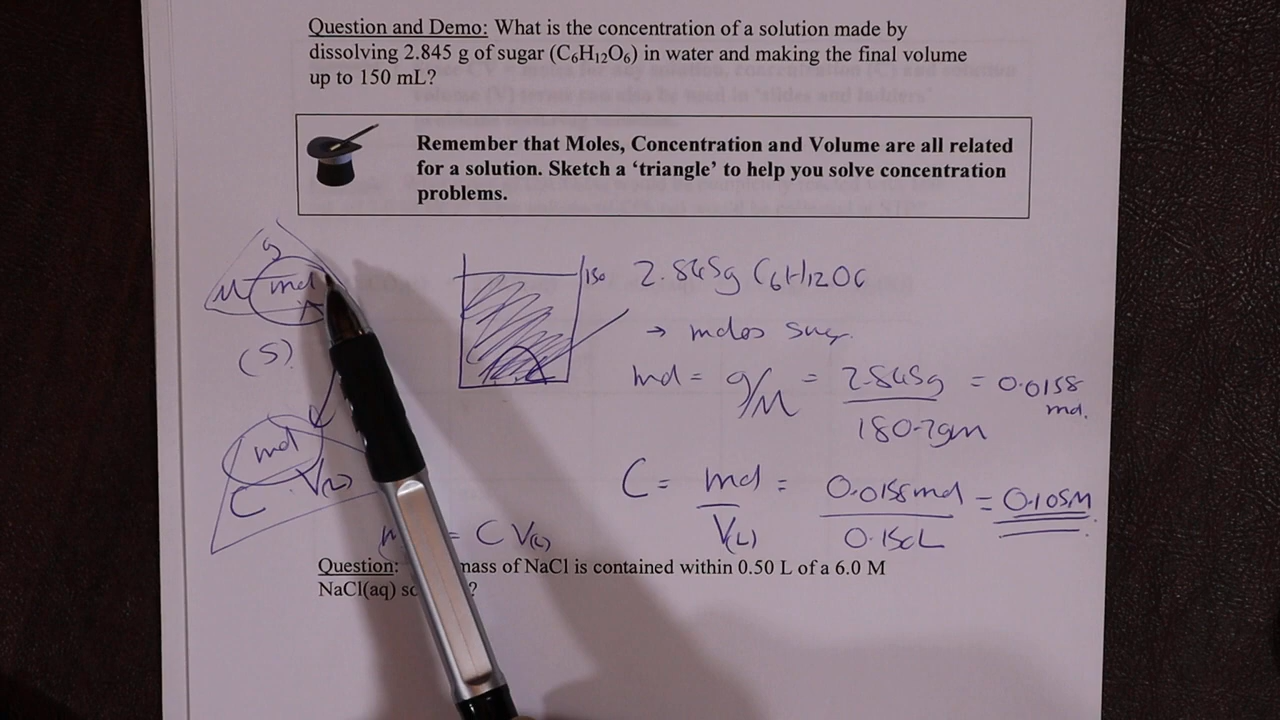 Question and Demo: What is the concentration of a solution made by
dissolving 2.845 g of sugar (C₆H₁₂O₆) in water and making the final volume
up to 150 mL?
Remember that Moles, Concentration and Volume are all related
for a solution. Sketch a ‘triangle’ to help you solve concentration
problems.
g
M mol
(S)
mol
C V(L)
= C V(L)
150
2.845g C6H12O6
→ moles
mol = g/M = 2.845g = 0.0158
mol.
180.2g/m
C = mol = 0.0158mol = 0.105M
V(L) 0.150L
Question: mass of NaCl is contained within 0.50 L of a 6.0 M
NaCl(aq) ?